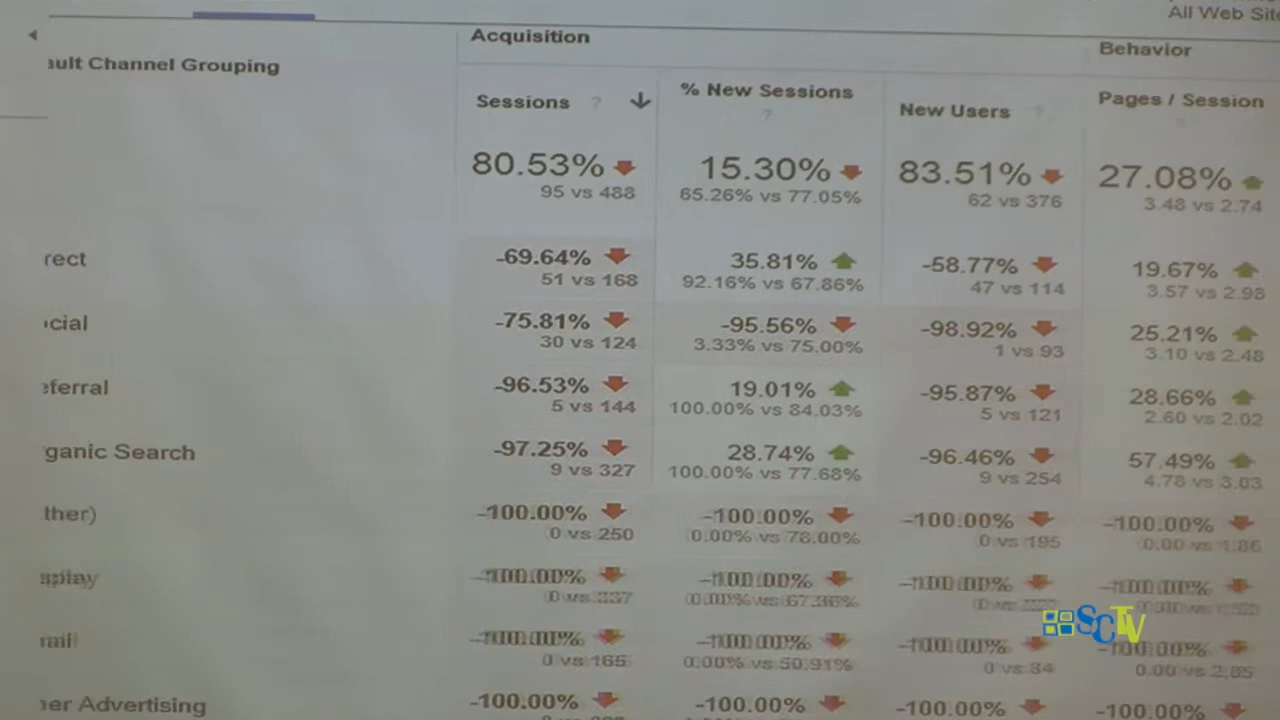 All Web Sit
Acquisition
Behavior
ult Channel Grouping
Sessions ? % New Sessions ? New Users ? Pages / Session ?
80.53% 15.30% 83.51% 27.08%
95 vs 488 65.26% vs 77.05% 62 vs 376 3.48 vs 2.74
rect -69.64% 35.81% -58.77% 19.67%
51 vs 168 92.16% vs 67.86% 47 vs 114 3.57 vs 2.98
cial -75.81% -95.56% -98.92% 25.21%
30 vs 124 3.33% vs 75.00% 1 vs 93 3.10 vs 2.48
eferral -96.53% 19.01% -95.87% 28.66%
5 vs 144 100.00% vs 84.03% 5 vs 121 2.60 vs 2.02
ganic Search -97.25% 28.74% -96.46% 57.49%
9 vs 327 100.00% vs 77.68% 9 vs 254 4.78 vs 3.03
ther) -100.00% -100.00% -100.00% -100.00%
0 vs 250 0.00% vs 78.00% 0 vs 195 0.00 vs 1.86
splay -100.00% -100.00% -100.00% -100.00%
SCTV
ail -100.00% -100.00% -100.00% -100.00%
0 vs 165 0.00% vs 50.91% 0 vs 84 0.00 vs 2.85
er Advertising -100.00% -100.00% -100.00% -100.00%